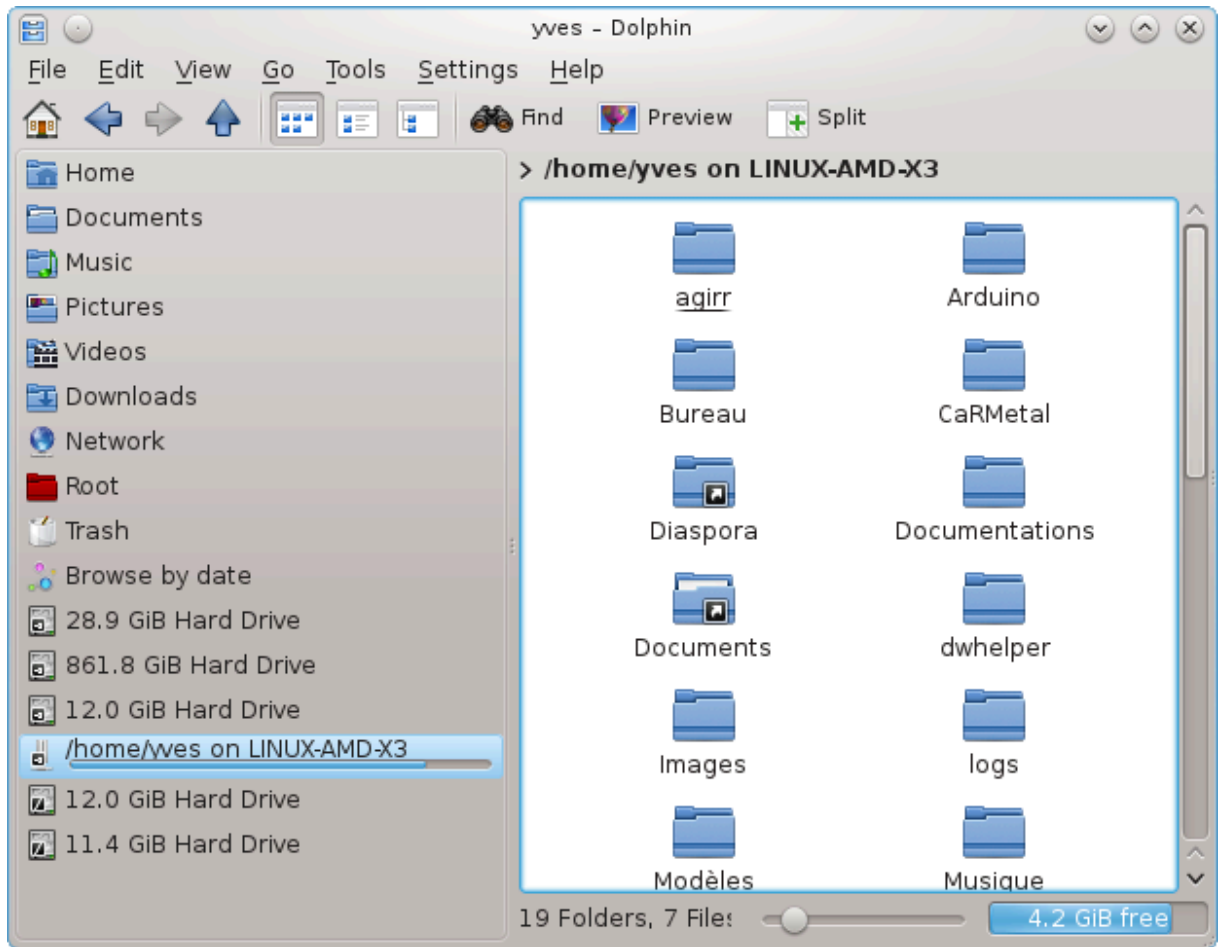 yves – Dolphin
File Edit View Go Tools Settings Help
Find Preview Split
Home
Documents
Music
Pictures
Videos
Downloads
Network
Root
Trash
Browse by date
28.9 GiB Hard Drive
861.8 GiB Hard Drive
12.0 GiB Hard Drive
/home/yves on LINUX-AMD-X3
12.0 GiB Hard Drive
11.4 GiB Hard Drive
> /home/yves on LINUX-AMD-X3
agirr Arduino
Bureau CaRMetal
Diaspora Documentations
Documents dwhelper
Images logs
Modèles Musique
19 Folders, 7 Files 4.2 GiB free